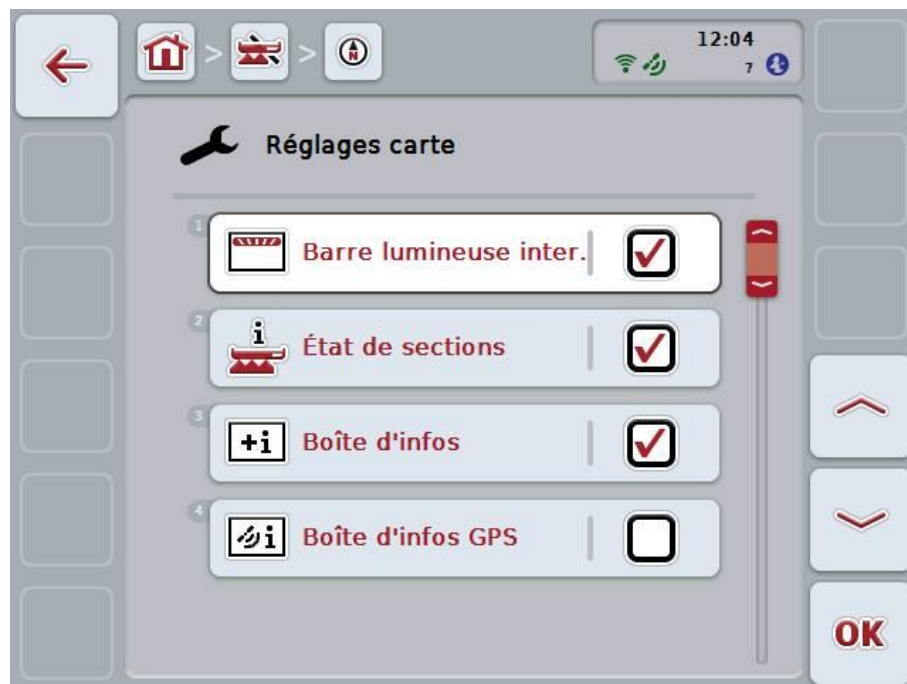 12:04
7
Réglages carte
1
Barre lumineuse inter.
2
État de sections
3
+i Boîte d'infos
4
i Boîte d'infos GPS
OK